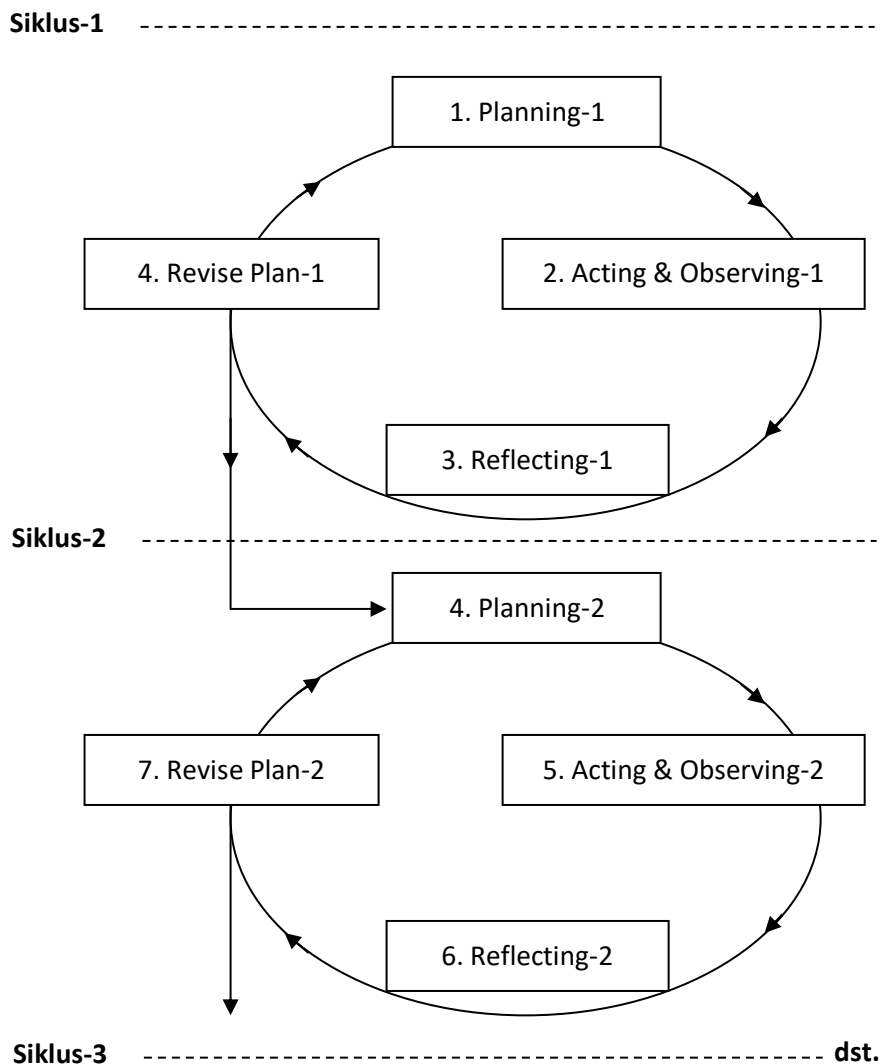 Siklus-1
1. Planning-1
4. Revise Plan-1
2. Acting & Observing-1
3. Reflecting-1
Siklus-2
4. Planning-2
7. Revise Plan-2
5. Acting & Observing-2
6. Reflecting-2
Siklus-3
dst.